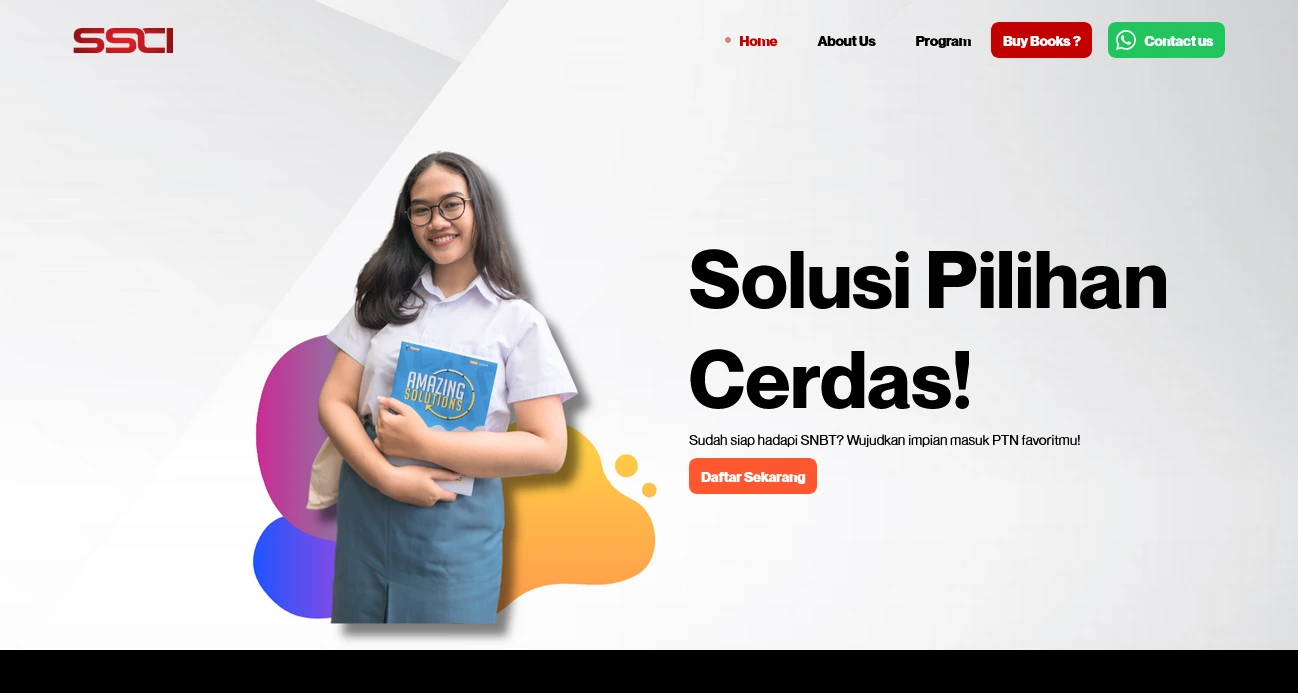 SSCI
Home
About Us
Program
Buy Books ?
Contact us
Solusi Pilihan
Cerdas!
Sudah siap hadapi SNBT? Wujudkan impian masuk PTN favoritmu!
Daftar Sekarang
AMAZING
SOLUTIONS